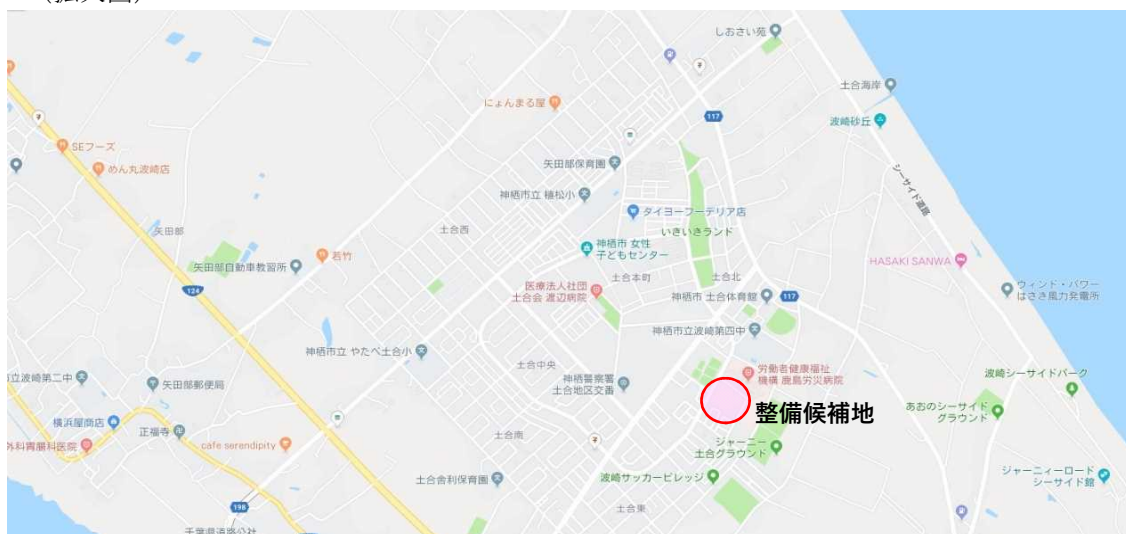 しおさい苑
土合海岸
117
にょんまる屋
波崎砂丘
SEフーズ
シーサイド道路
矢田部保育園
めん丸波崎店
神栖市立 植松小
タイヨーフーデリア店
矢田部
土合西
いきいきランド
神栖市 女性
子どもセンター
若竹
HASAKI SANWA
矢田部自動車教習所
土合本町
土合北
医療法人社団
土合会 渡辺病院
ウィンド・パワー
はさき風力発電所
124
神栖市 土合体育館
117
神栖市立波崎第四中
神栖市立 やたべ土合小
土合中央
労働者健康福祉
機構 鹿島労災病院
市立波崎第二中
矢田部郵便局
神栖警察署
土合地区交番
波崎シーサイドパーク
整備候補地
あおのシーサイド
グラウンド
横浜屋商店
正福寺
外科胃腸科医院
cafe serendipity
土合南
ジャーニー
土合グラウンド
土合舎利保育園
波崎サッカービレッジ
ジャーニィーロード
シーサイド館
198
土合東